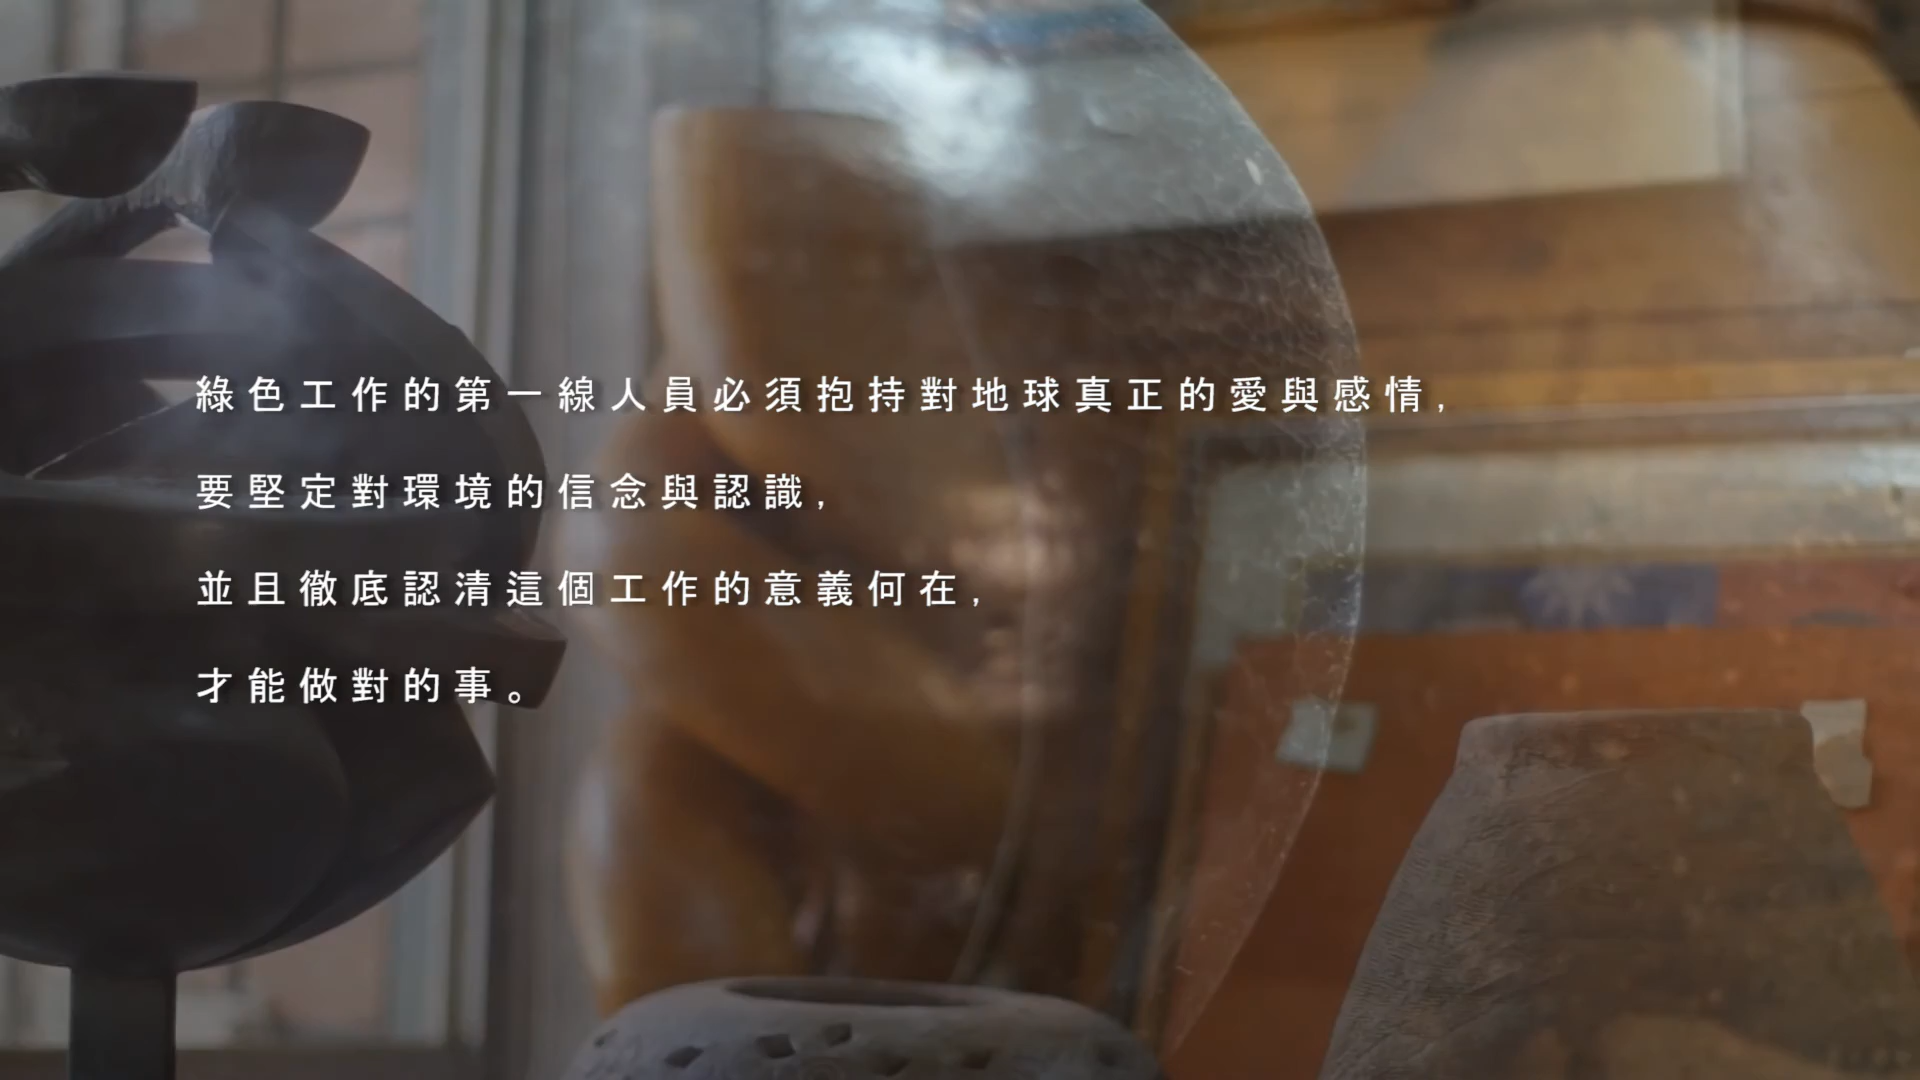 綠色工作的第一線人員必須抱持對地球真正的愛與感情,
要堅定對環境的信念與認識,
並且徹底認清這個工作的意義何在,
才能做對的事。